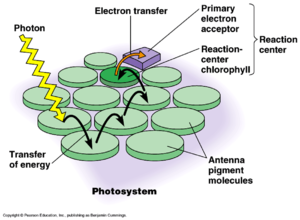 Electron transfer
Primary
electron
acceptor
Photon
Reaction-
center
chlorophyll
Reaction
center
Transfer
of energy
Antenna
pigment
molecules
Photosystem
Copyright © Pearson Education, Inc., publishing as Benjamin Cummings.